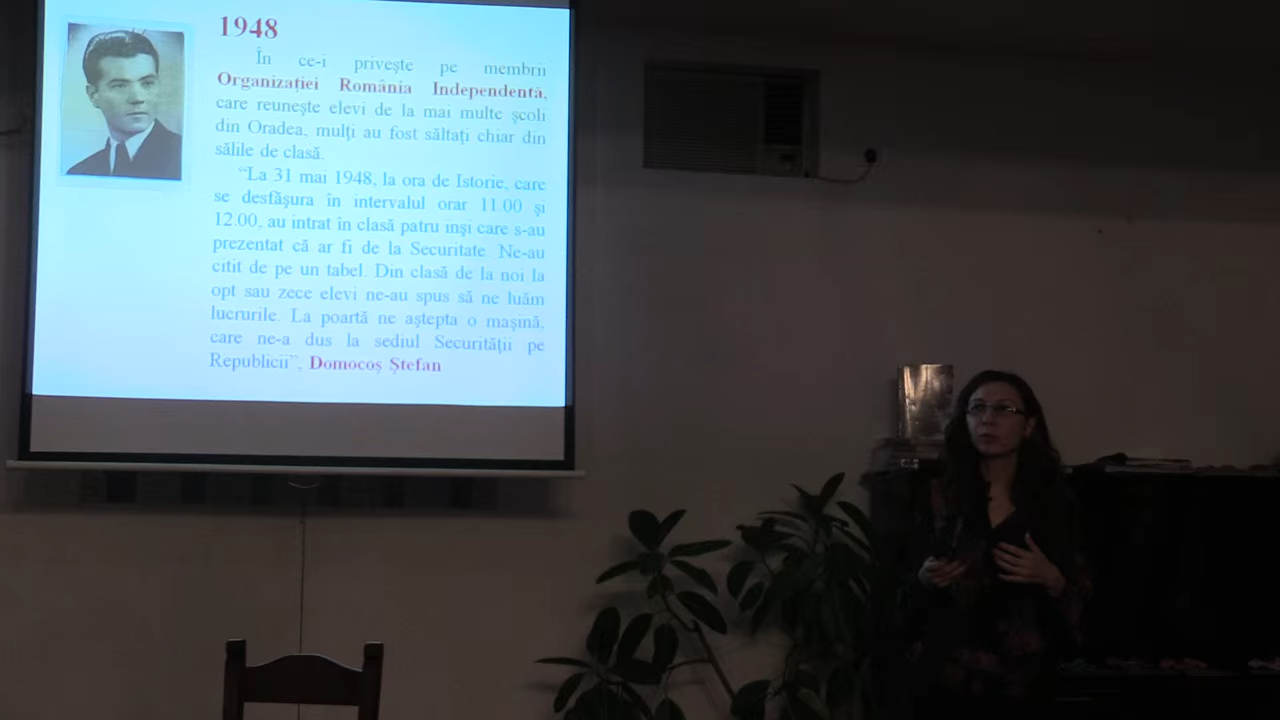 1948
În ce-i priveşte pe membrii
Organizaţiei România Independentă,
care reuneşte elevi de la mai multe şcoli
din Oradea, mulţi au fost săltaţi chiar din
sălile de clasă.
“La 31 mai 1948, la ora de Istorie, care
se desfăşura în intervalul orar 11.00 şi
12.00, au intrat în clasă patru inşi care s-au
prezentat că ar fi de la Securitate. Ne-au
citit de pe un tabel. Din clasă de la noi la
opt sau zece elevi ne-au spus să ne luăm
lucrurile. La poartă ne aştepta o maşină,
care ne-a dus la sediul Securităţii pe
Republicii”, Domocoş Ştefan